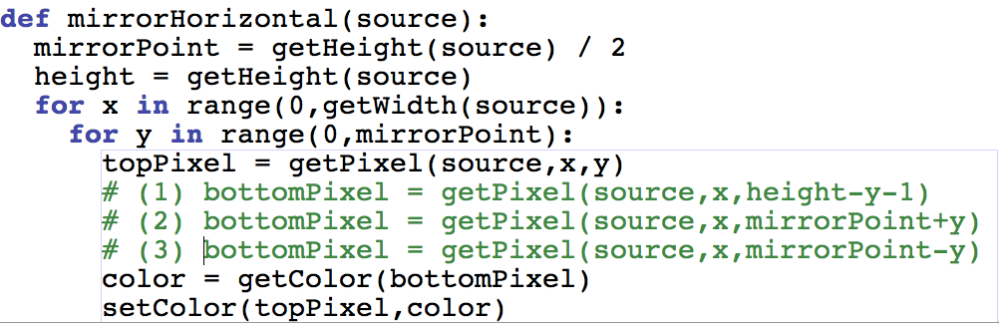 def mirrorHorizontal(source):
  mirrorPoint = getHeight(source) / 2
  height = getHeight(source)
  for x in range(0,getWidth(source)):
    for y in range(0,mirrorPoint):
      topPixel = getPixel(source,x,y)
      # (1) bottomPixel = getPixel(source,x,height-y-1)
      # (2) bottomPixel = getPixel(source,x,mirrorPoint+y)
      # (3) bottomPixel = getPixel(source,x,mirrorPoint-y)
      color = getColor(bottomPixel)
      setColor(topPixel,color)